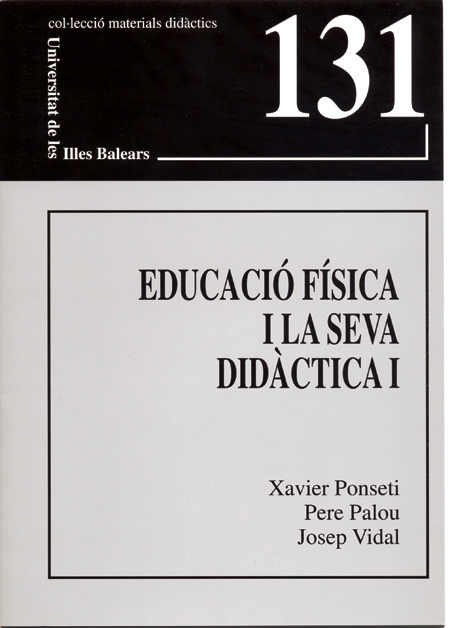 col·lecció materials didàctics
131
Universitat de les
Illes Balears
EDUCACIÓ FÍSICA
I LA SEVA
DIDÀCTICA I
Xavier Ponseti
Pere Palou
Josep Vidal